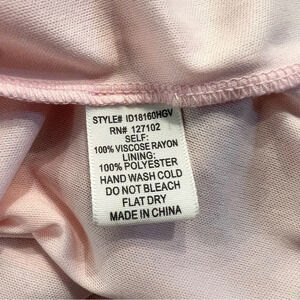 STYLE# ID18160HGV
RN# 127102
SELF:
100% VISCOSE RAYON
LINING:
100% POLYESTER
HAND WASH COLD
DO NOT BLEACH
FLAT DRY
MADE IN CHINA